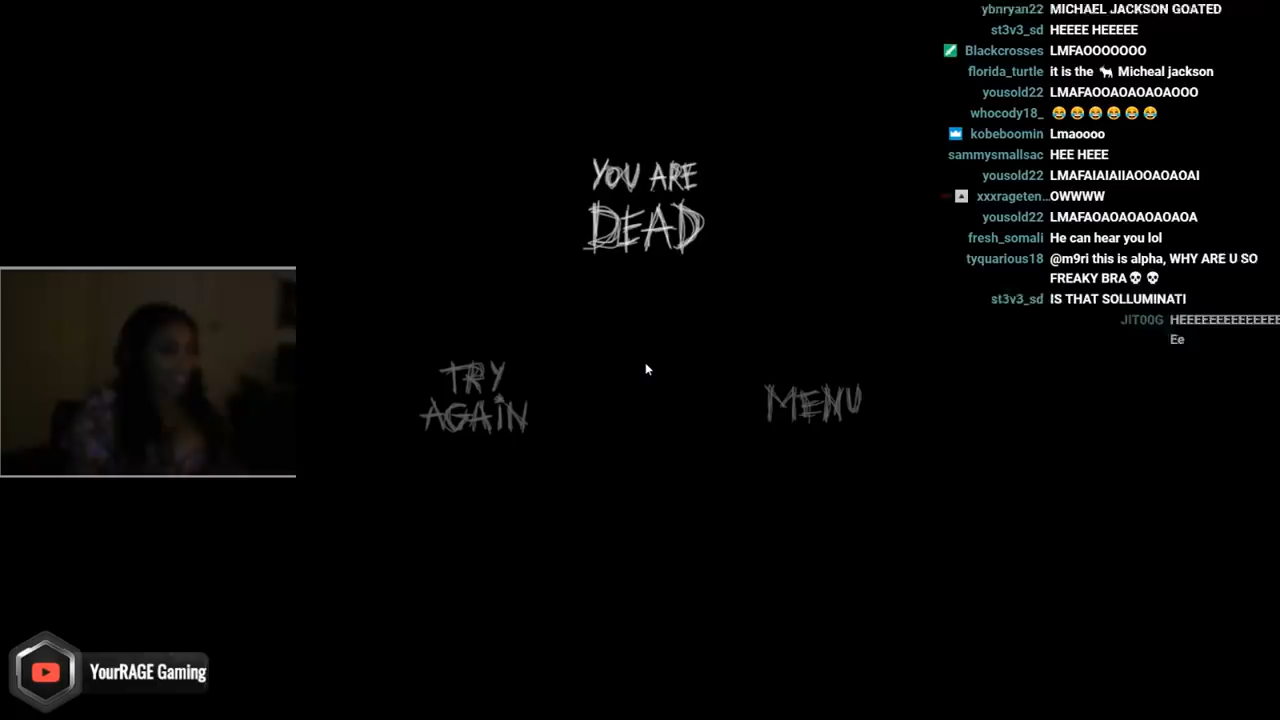 ybnryan22 MICHAEL JACKSON GOATED
st3v3_sd HEEEE HEEEEE
Blackcrosses LMFAOOOOOOO
florida_turtle it is the 🐐 Micheal jackson
yousold22 LMAFAOOAOAOAOAOOO
whocody18_ 😂 😂 😂 😂 😂 😂
kobeboomin Lmaoooo
sammysmallsac HEE HEEE
yousold22 LMAFAIAIAIIAOOAOAOAI
xxxrageten... OWWWW
yousold22 LMAFAOAOAOAOAOAOA
fresh_somali He can hear you lol
tyquarious18 @m9ri this is alpha, WHY ARE U SO
FREAKY BRA💀 💀
st3v3_sd IS THAT SOLLUMINATI
JIT00G HEEEEEEEEEEEEEE
Ee
YOU ARE
DEAD
TRY
AGAIN
MENU
YourRAGE Gaming